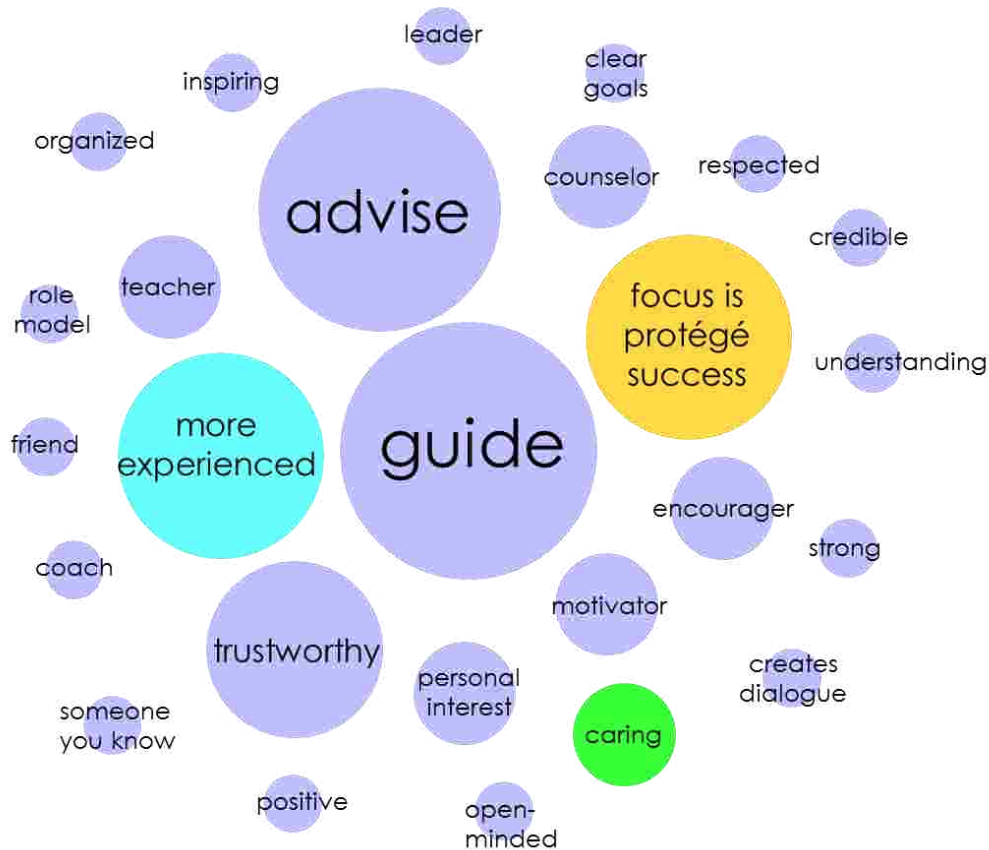 leader
clear
goals
inspiring
organized
advise
counselor
respected
credible
teacher
role
model
focus is
protégé
success
understanding
more
experienced
friend
guide
encourager
strong
coach
motivator
trustworthy
personal
interest
creates
dialogue
someone
you know
caring
positive
open-
minded